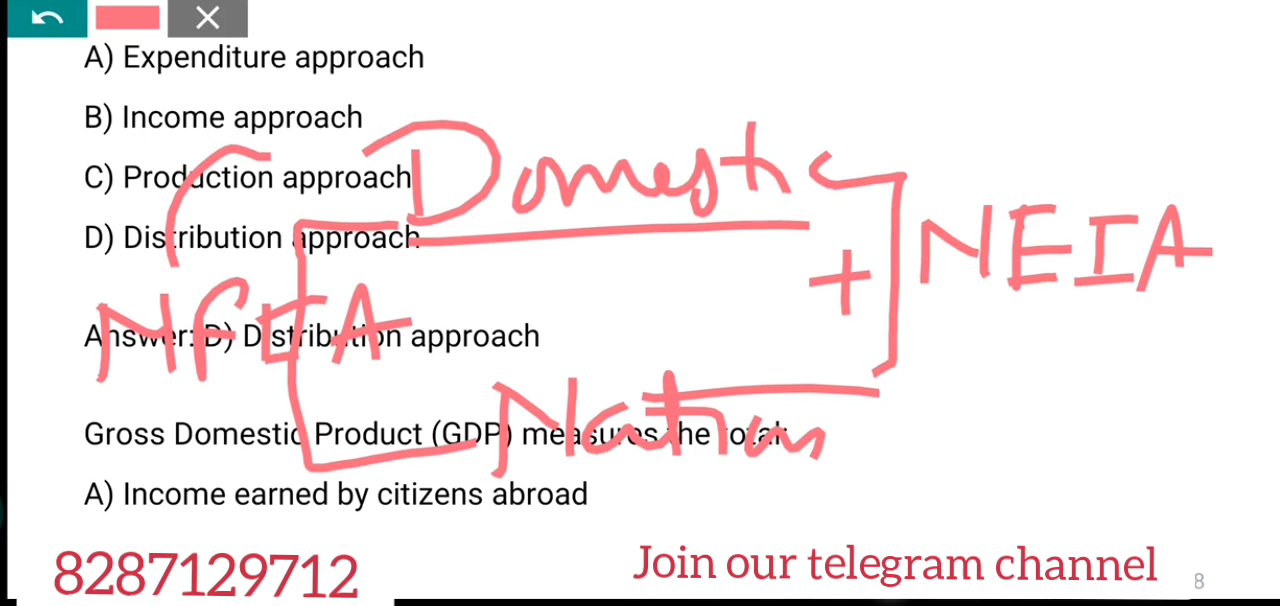 A) Expenditure approach
B) Income approach
C) Production approach
D) Distribution approach
Domestic
+ NEIA
NFIA
Answer: D) Distribution approach
Nation
Gross Domestic Product (GDP) measures the total:
A) Income earned by citizens abroad
8287129712
Join our telegram channel
8